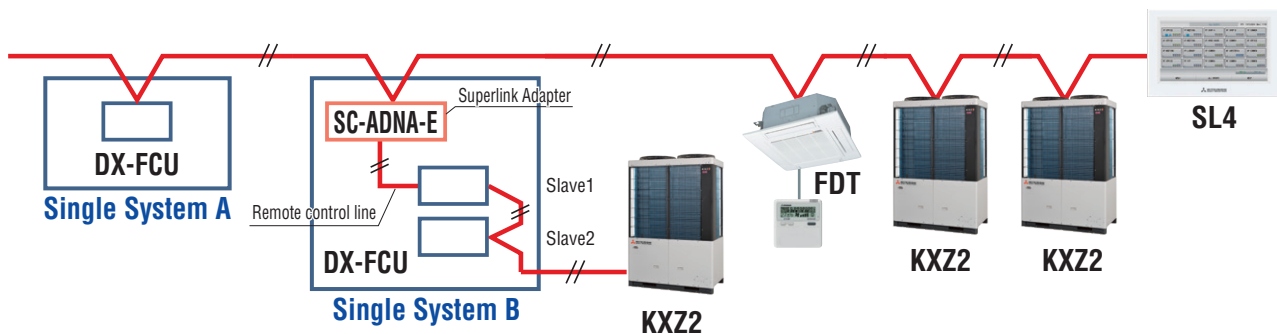 Superlink Adapter
SC-ADNA-E
SL4
DX-FCU
Single System A
Remote control line
Slave1
Slave2
DX-FCU
Single System B
KXZ2
FDT
KXZ2
KXZ2